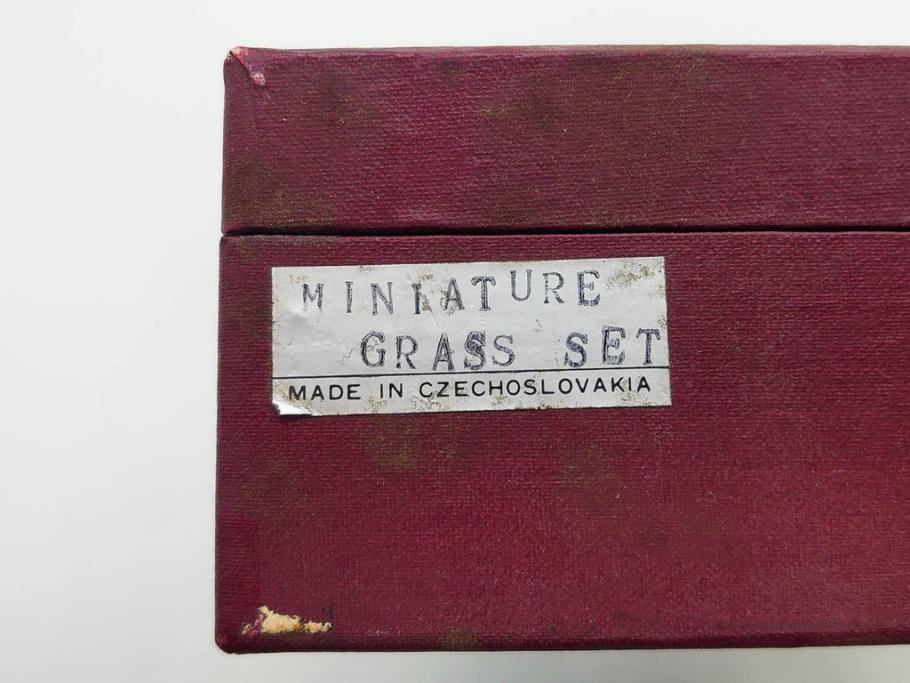 MINIATURE
GRASS SET
MADE IN CZECHOSLOVAKIA